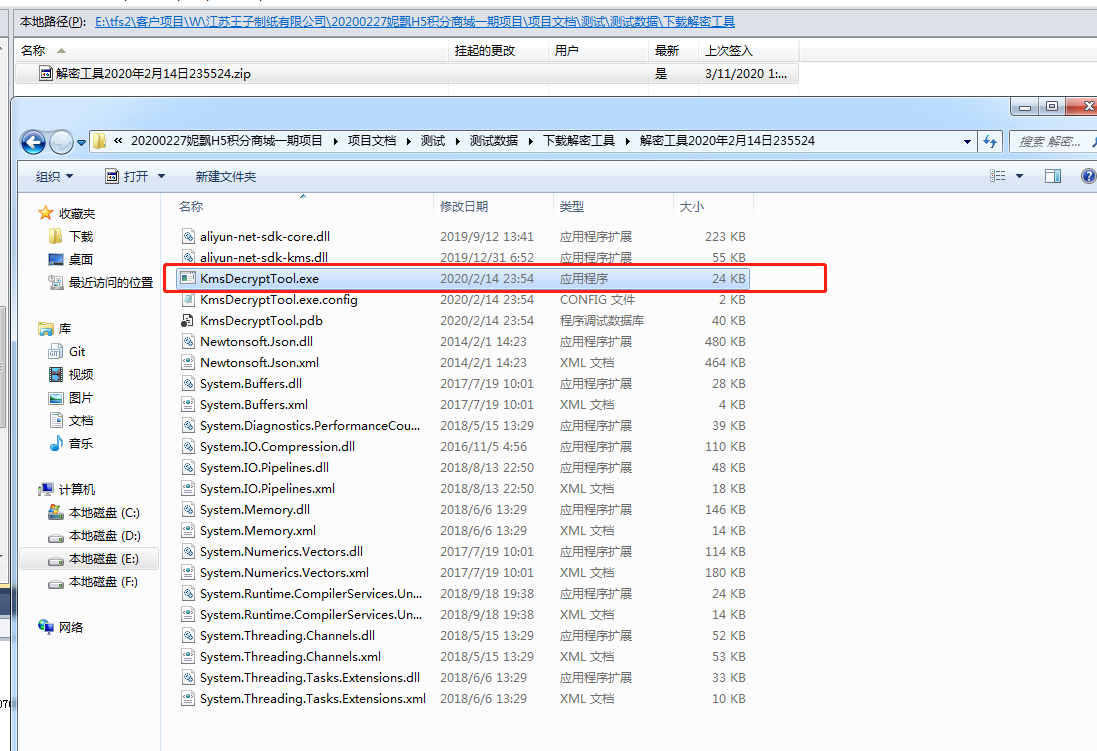 本地路径(P): E:\tfs2\客户项目\W\江苏王子制纸有限公司\20200227妮飘H5积分商城一期项目\项目文档\测试\测试数据\下载解密工具
名称 挂起的更改 用户 最新 上次签入
解密工具2020年2月14日235524.zip 是 3/11/2020 1:...
« 20200227妮飘H5积分商城一期项目 项目文档 测试 测试数据 下载解密工具 解密工具2020年2月14日235524 搜索 解密...
组织 打开 新建文件夹
收藏夹
下载
桌面
最近访问的位置
库
Git
视频
图片
文档
音乐
计算机
本地磁盘 (C:)
本地磁盘 (D:)
本地磁盘 (E:)
本地磁盘 (F:)
网络
名称 修改日期 类型 大小
aliyun-net-sdk-core.dll 2019/9/12 13:41 应用程序扩展 223 KB
aliyun-net-sdk-kms.dll 2019/12/31 6:52 应用程序扩展 55 KB
KmsDecryptTool.exe 2020/2/14 23:54 应用程序 24 KB
KmsDecryptTool.exe.config 2020/2/14 23:54 CONFIG 文件 2 KB
KmsDecryptTool.pdb 2020/2/14 23:54 程序调试数据库 40 KB
Newtonsoft.Json.dll 2014/2/1 14:23 应用程序扩展 480 KB
Newtonsoft.Json.xml 2014/2/1 14:23 XML 文档 464 KB
System.Buffers.dll 2017/7/19 10:01 应用程序扩展 28 KB
System.Buffers.xml 2017/7/19 10:01 XML 文档 4 KB
System.Diagnostics.PerformanceCou... 2018/5/15 13:29 应用程序扩展 39 KB
System.IO.Compression.dll 2016/11/5 4:56 应用程序扩展 110 KB
System.IO.Pipelines.dll 2018/8/13 22:50 应用程序扩展 48 KB
System.IO.Pipelines.xml 2018/8/13 22:50 XML 文档 18 KB
System.Memory.dll 2018/6/6 13:29 应用程序扩展 146 KB
System.Memory.xml 2018/6/6 13:29 XML 文档 14 KB
System.Numerics.Vectors.dll 2017/7/19 10:01 应用程序扩展 114 KB
System.Numerics.Vectors.xml 2017/7/19 10:01 XML 文档 180 KB
System.Runtime.CompilerServices.Un... 2018/9/18 19:38 应用程序扩展 24 KB
System.Runtime.CompilerServices.Un... 2018/9/18 19:38 XML 文档 14 KB
System.Threading.Channels.dll 2018/5/15 13:29 应用程序扩展 52 KB
System.Threading.Channels.xml 2018/5/15 13:29 XML 文档 53 KB
System.Threading.Tasks.Extensions.dll 2018/6/6 13:29 应用程序扩展 33 KB
System.Threading.Tasks.Extensions.xml 2018/6/6 13:29 XML 文档 10 KB